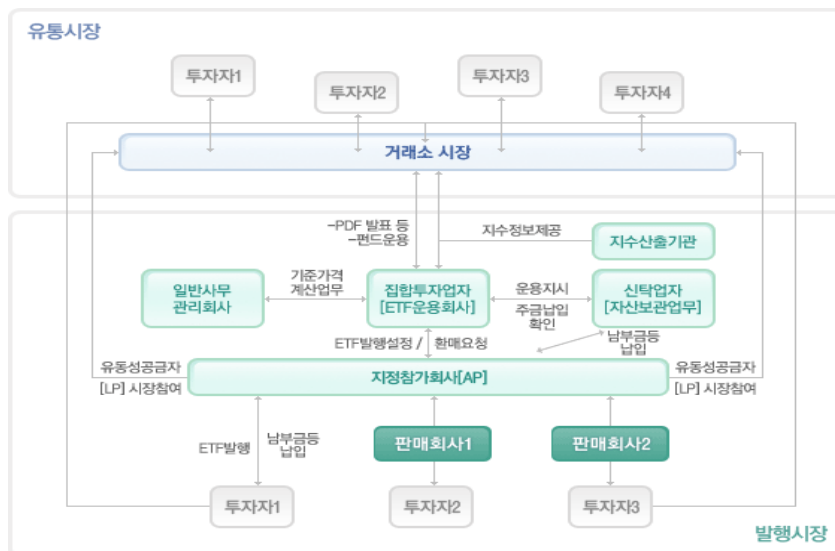 유통시장
투자자1
투자자2
투자자3
투자자4
거래소 시장
-PDF 발표 등
-펀드운용
지수정보제공
지수산출기관
일반사무
관리회사
기준가격
계산업무
집합투자업자
[ETF운용회사]
운용지시
주금납입
확인
신탁업자
[자산보관업무]
ETF발행설정 / 환매요청
남부금등
납입
유동성공급자
[LP] 시장참여
지정참가회사[AP]
유동성공급자
[LP] 시장참여
ETF발행
남부금등
납입
판매회사1
판매회사2
투자자1
투자자2
투자자3
발행시장